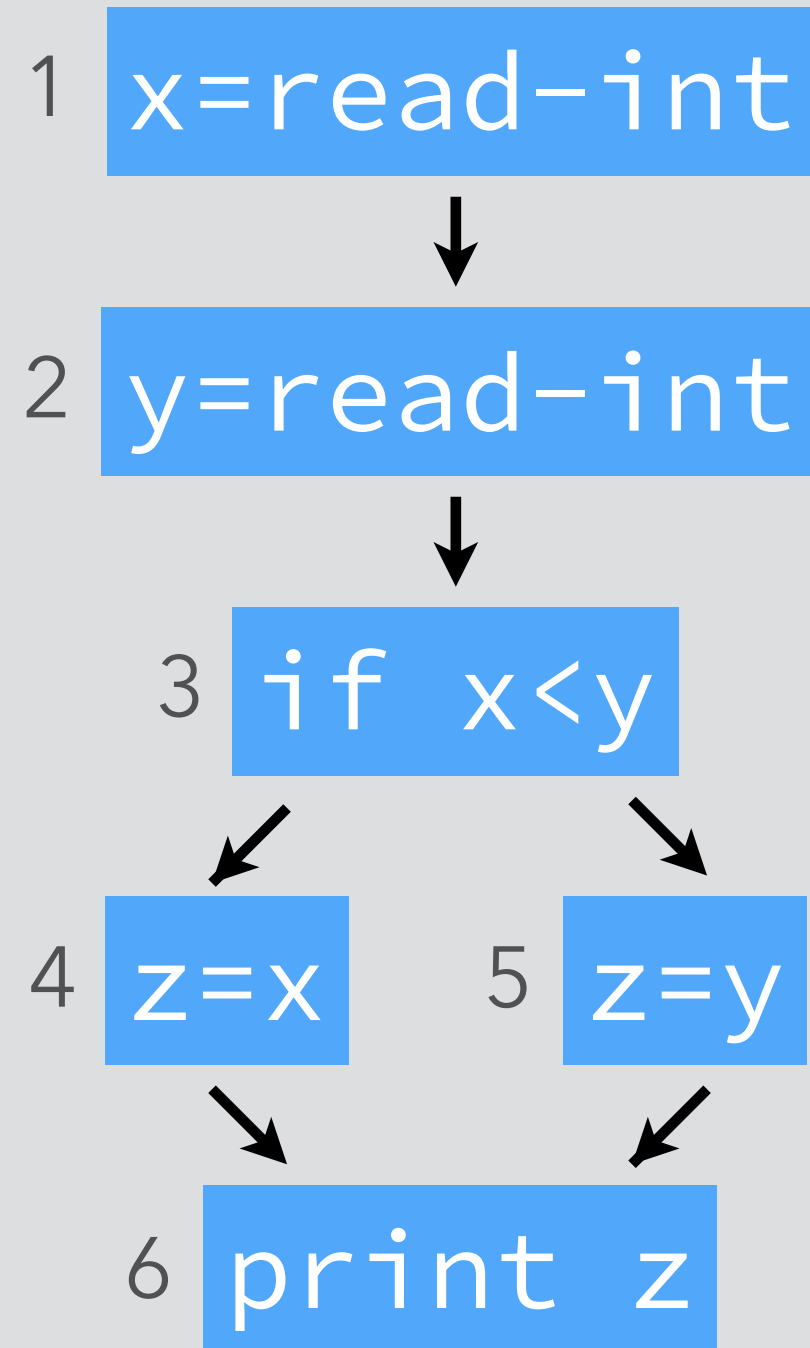 1 x=read-int
2 y=read-int
3 if x<y
4 z=x 5 z=y
6 print z